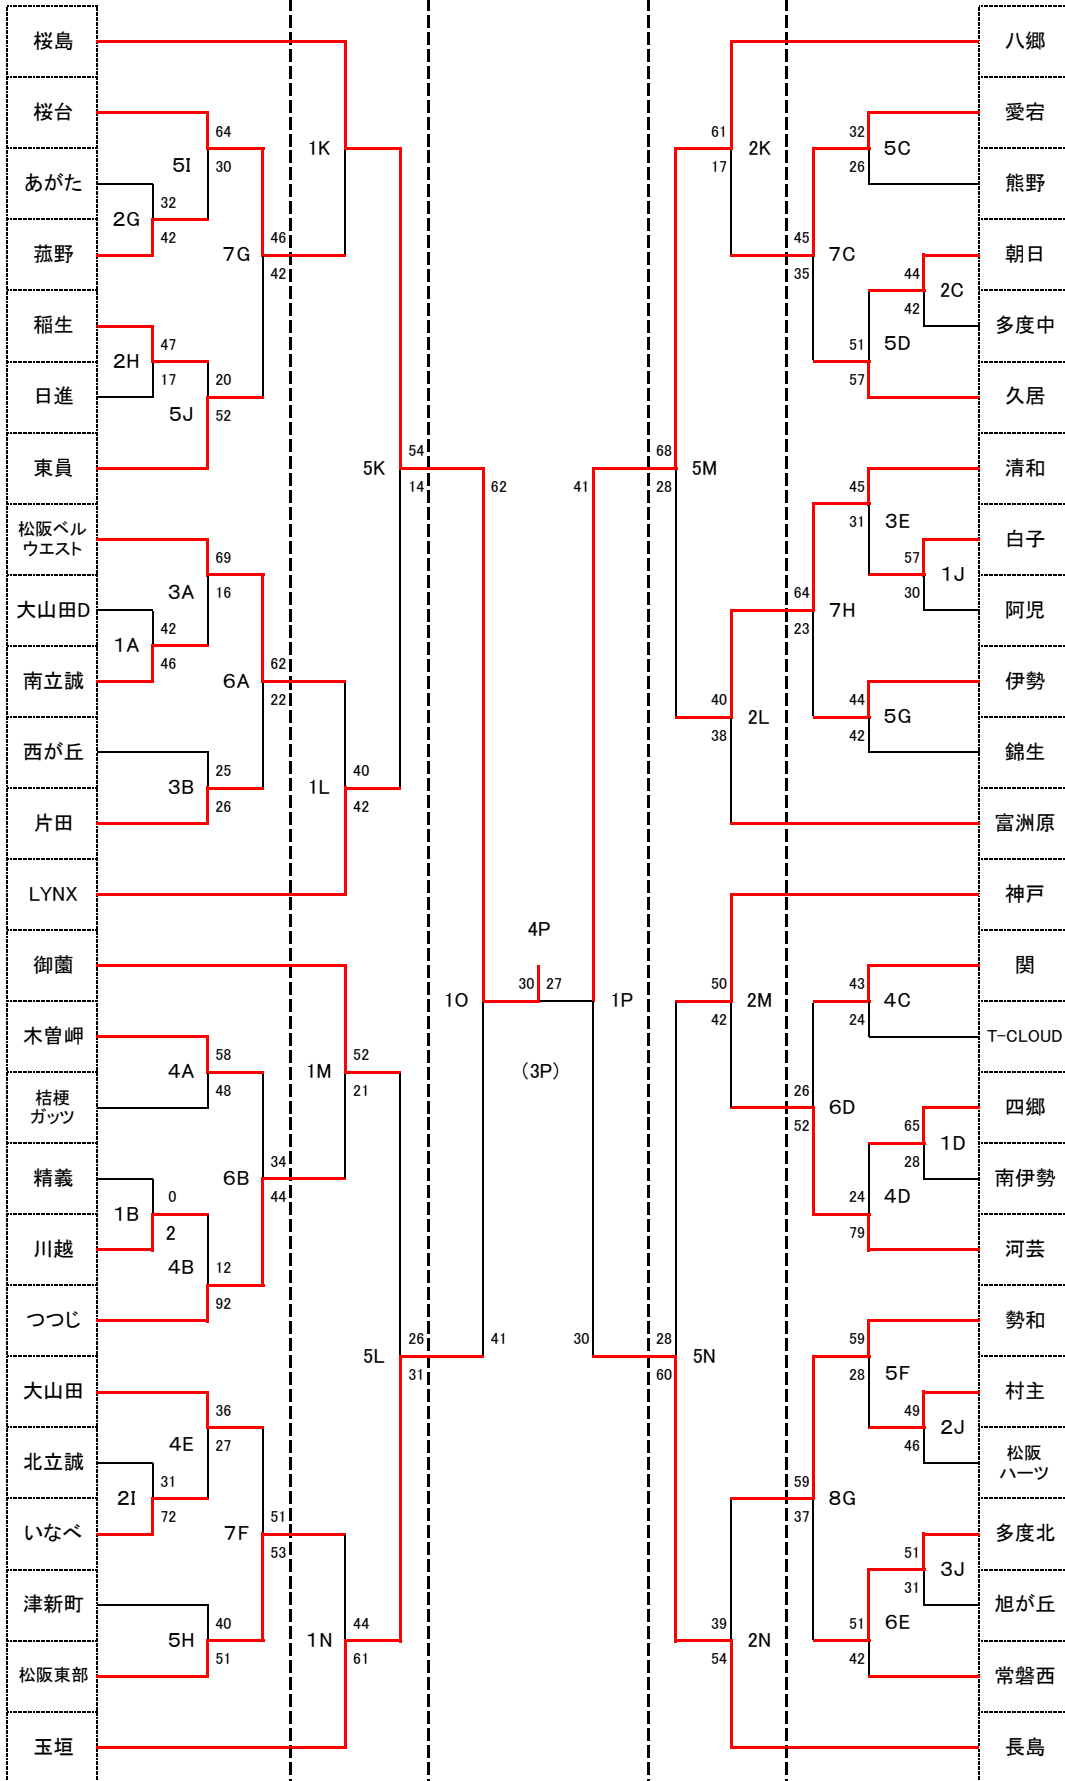 桜島
桜台
あがた
菰野
稲生
日進
東員
松阪ベル
ウエスト
大山田D
南立誠
西が丘
片田
LYNX
御薗
木曽岬
桔梗
ガッツ
精義
川越
つつじ
大山田
北立誠
いなべ
津新町
松阪東部
玉垣
64
5I
30
32
2G
42
46
7G
42
47
2H
17
20
5J
52
1K
69
3A
16
42
1A
46
62
6A
22
25
3B
26
40
1L
42
54
5K
14
58
4A
48
0
1B
2
12
4B
92
34
6B
44
52
1M
21
36
4E
27
31
2I
72
51
7F
53
40
5H
51
44
1N
61
26
5L
31
62
1O
41
4P
30
27
(3P)
41
1P
30
68
5M
28
28
5N
60
61
2K
17
40
2L
38
50
2M
42
39
2N
54
32
5C
26
45
7C
35
44
2C
42
51
5D
57
45
3E
31
57
1J
30
64
7H
23
44
5G
42
43
4C
24
26
6D
52
65
1D
28
24
4D
79
59
5F
28
49
2J
46
59
8G
37
51
3J
31
51
6E
42
八郷
愛宕
熊野
朝日
多度中
久居
清和
白子
阿児
伊勢
錦生
富洲原
神戸
関
T-CLOUD
四郷
南伊勢
河芸
勢和
村主
松阪
ハーツ
多度北
旭が丘
常磐西
長島